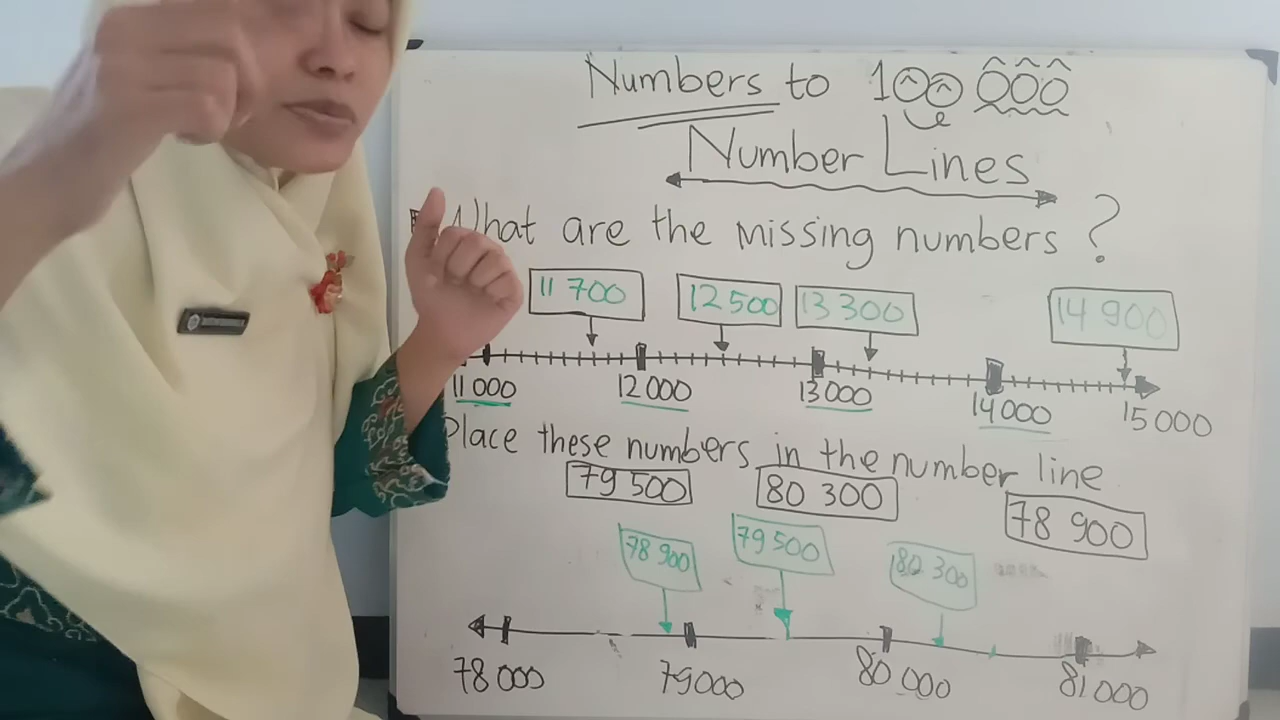 Numbers to 100 000
Number Lines
What are the missing numbers ?
11 700 12 500 13 300 14 900
11 000 12 000 13 000 14 000 15 000
Place these numbers in the number line
79 500 80 300 78 900
78 900 79 500 80 300
78 000 79 000 80 000 81 000